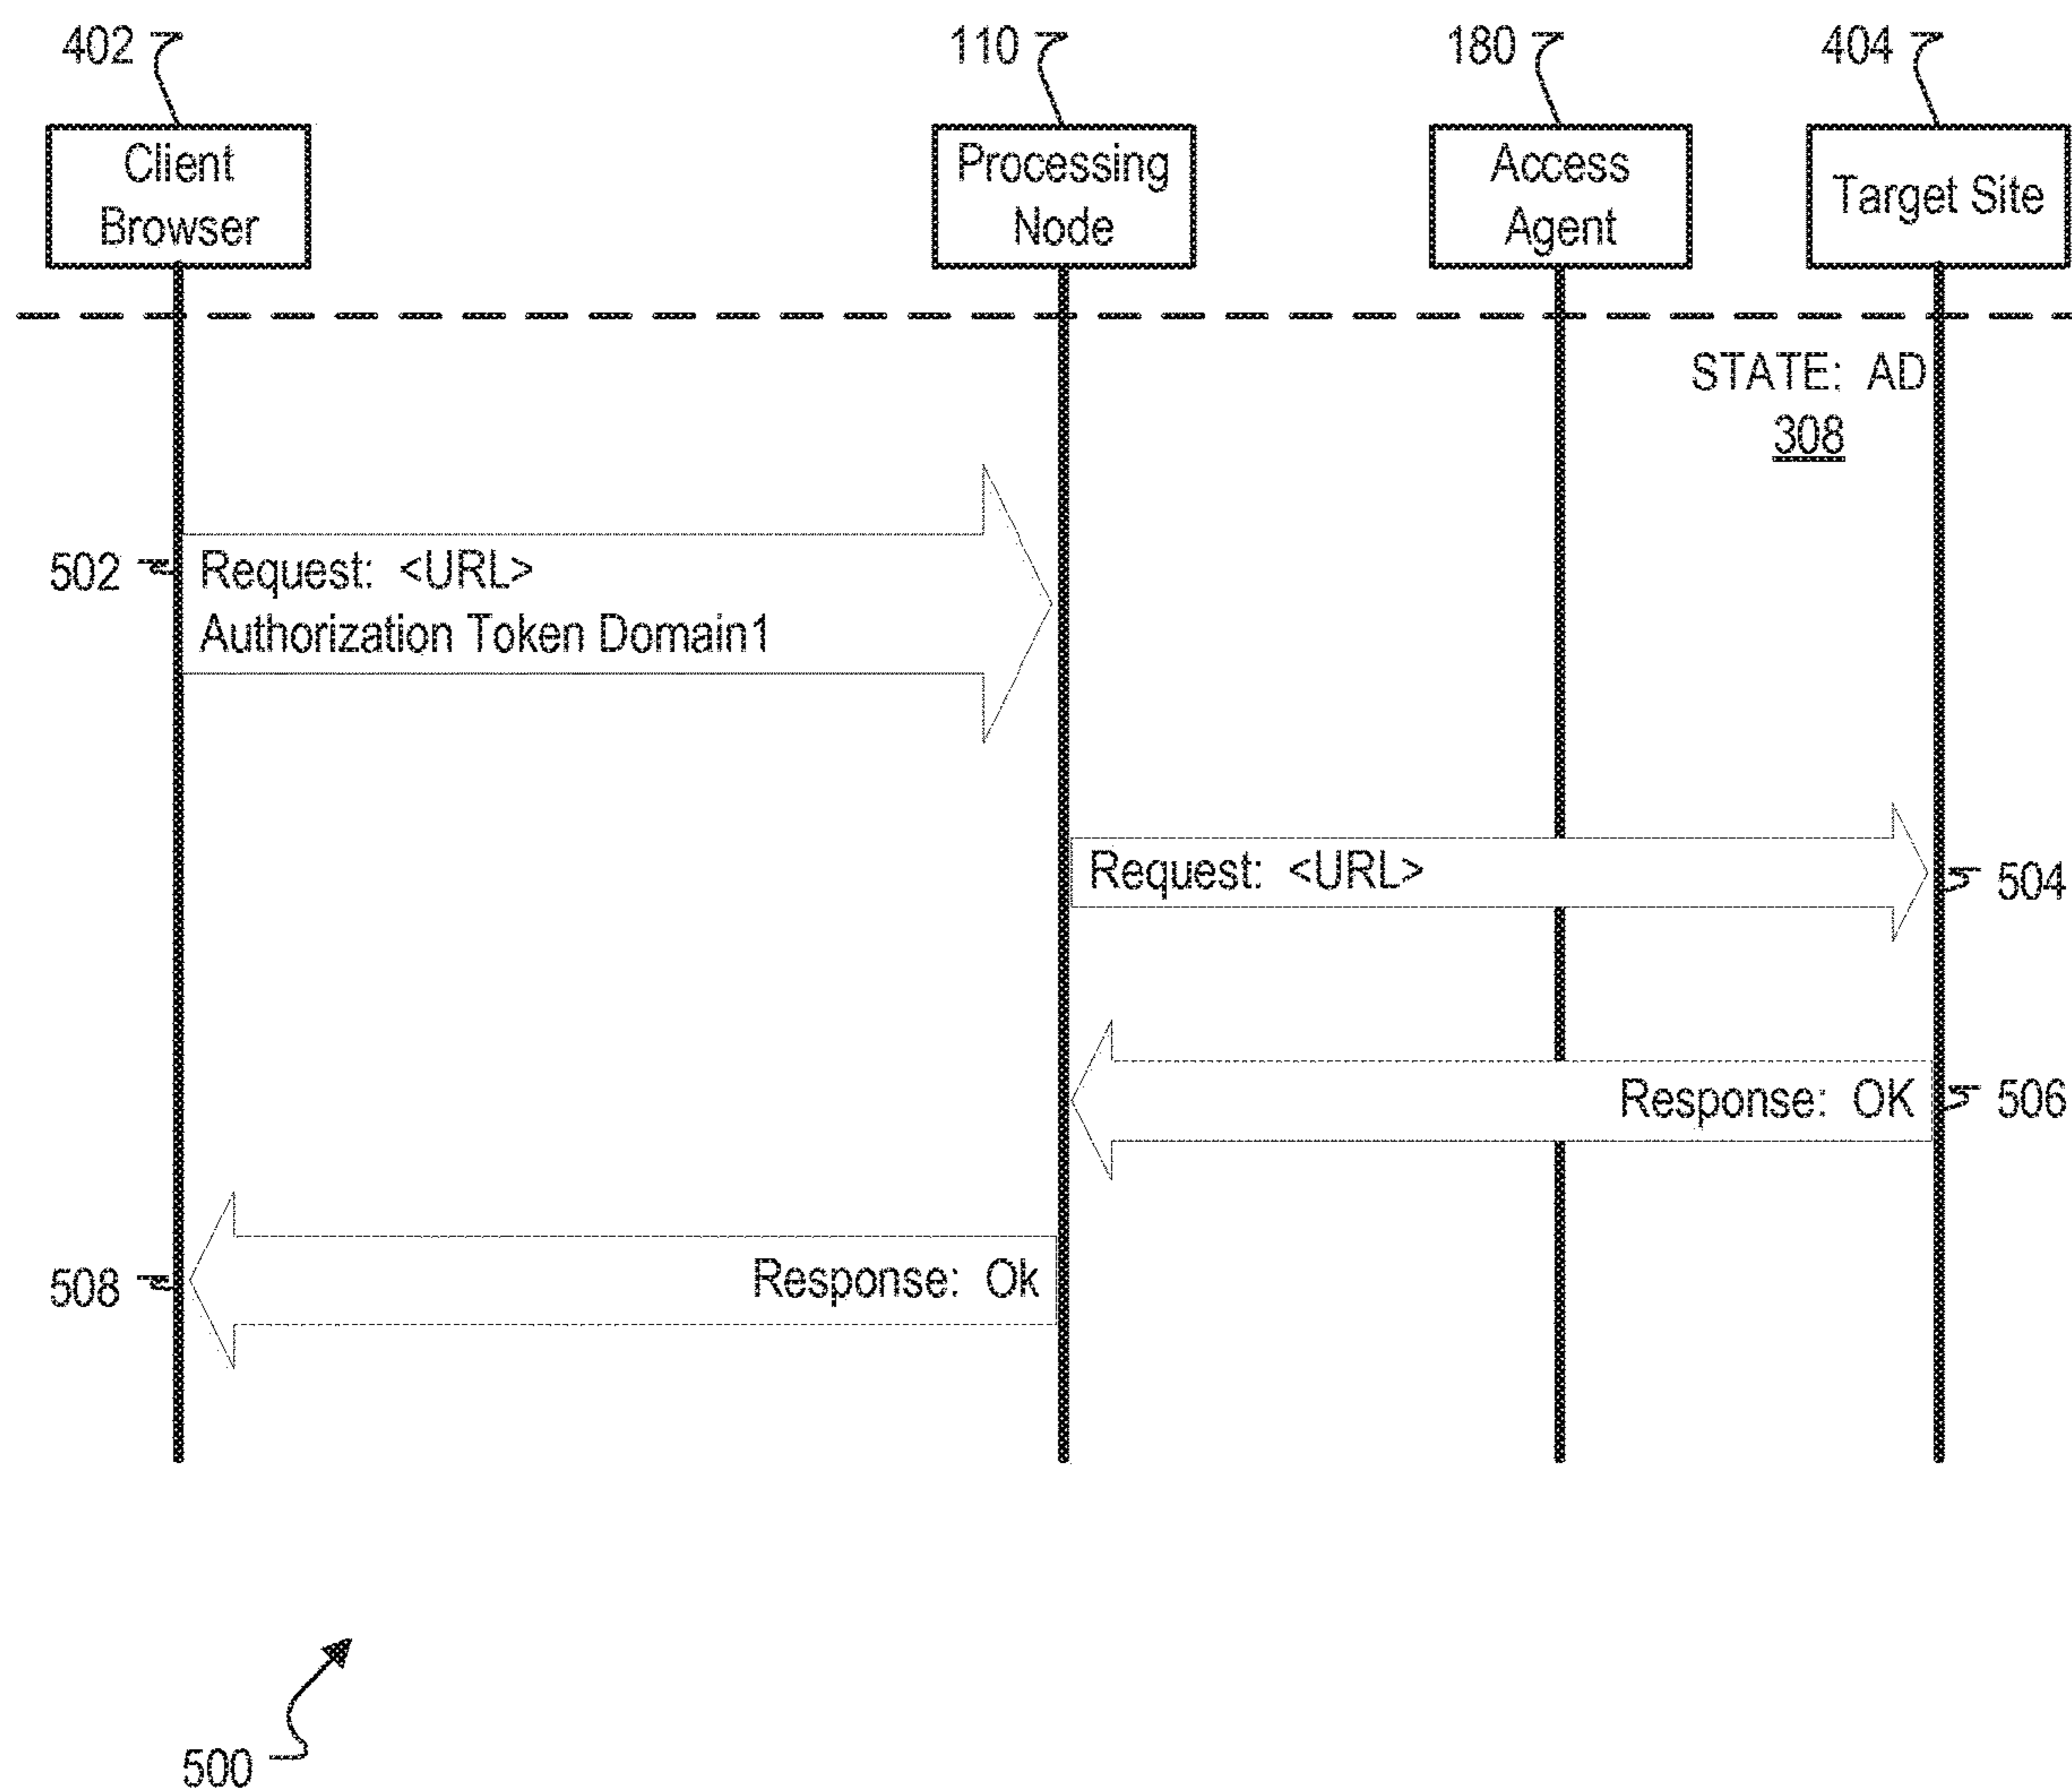 402
110
180
404
Client
Browser
Processing
Node
Access
Agent
Target Site
STATE: AD
308
502
Request: <URL>
Authorization Token Domain1
Request: <URL>
504
Response: OK
506
508
Response: Ok
500